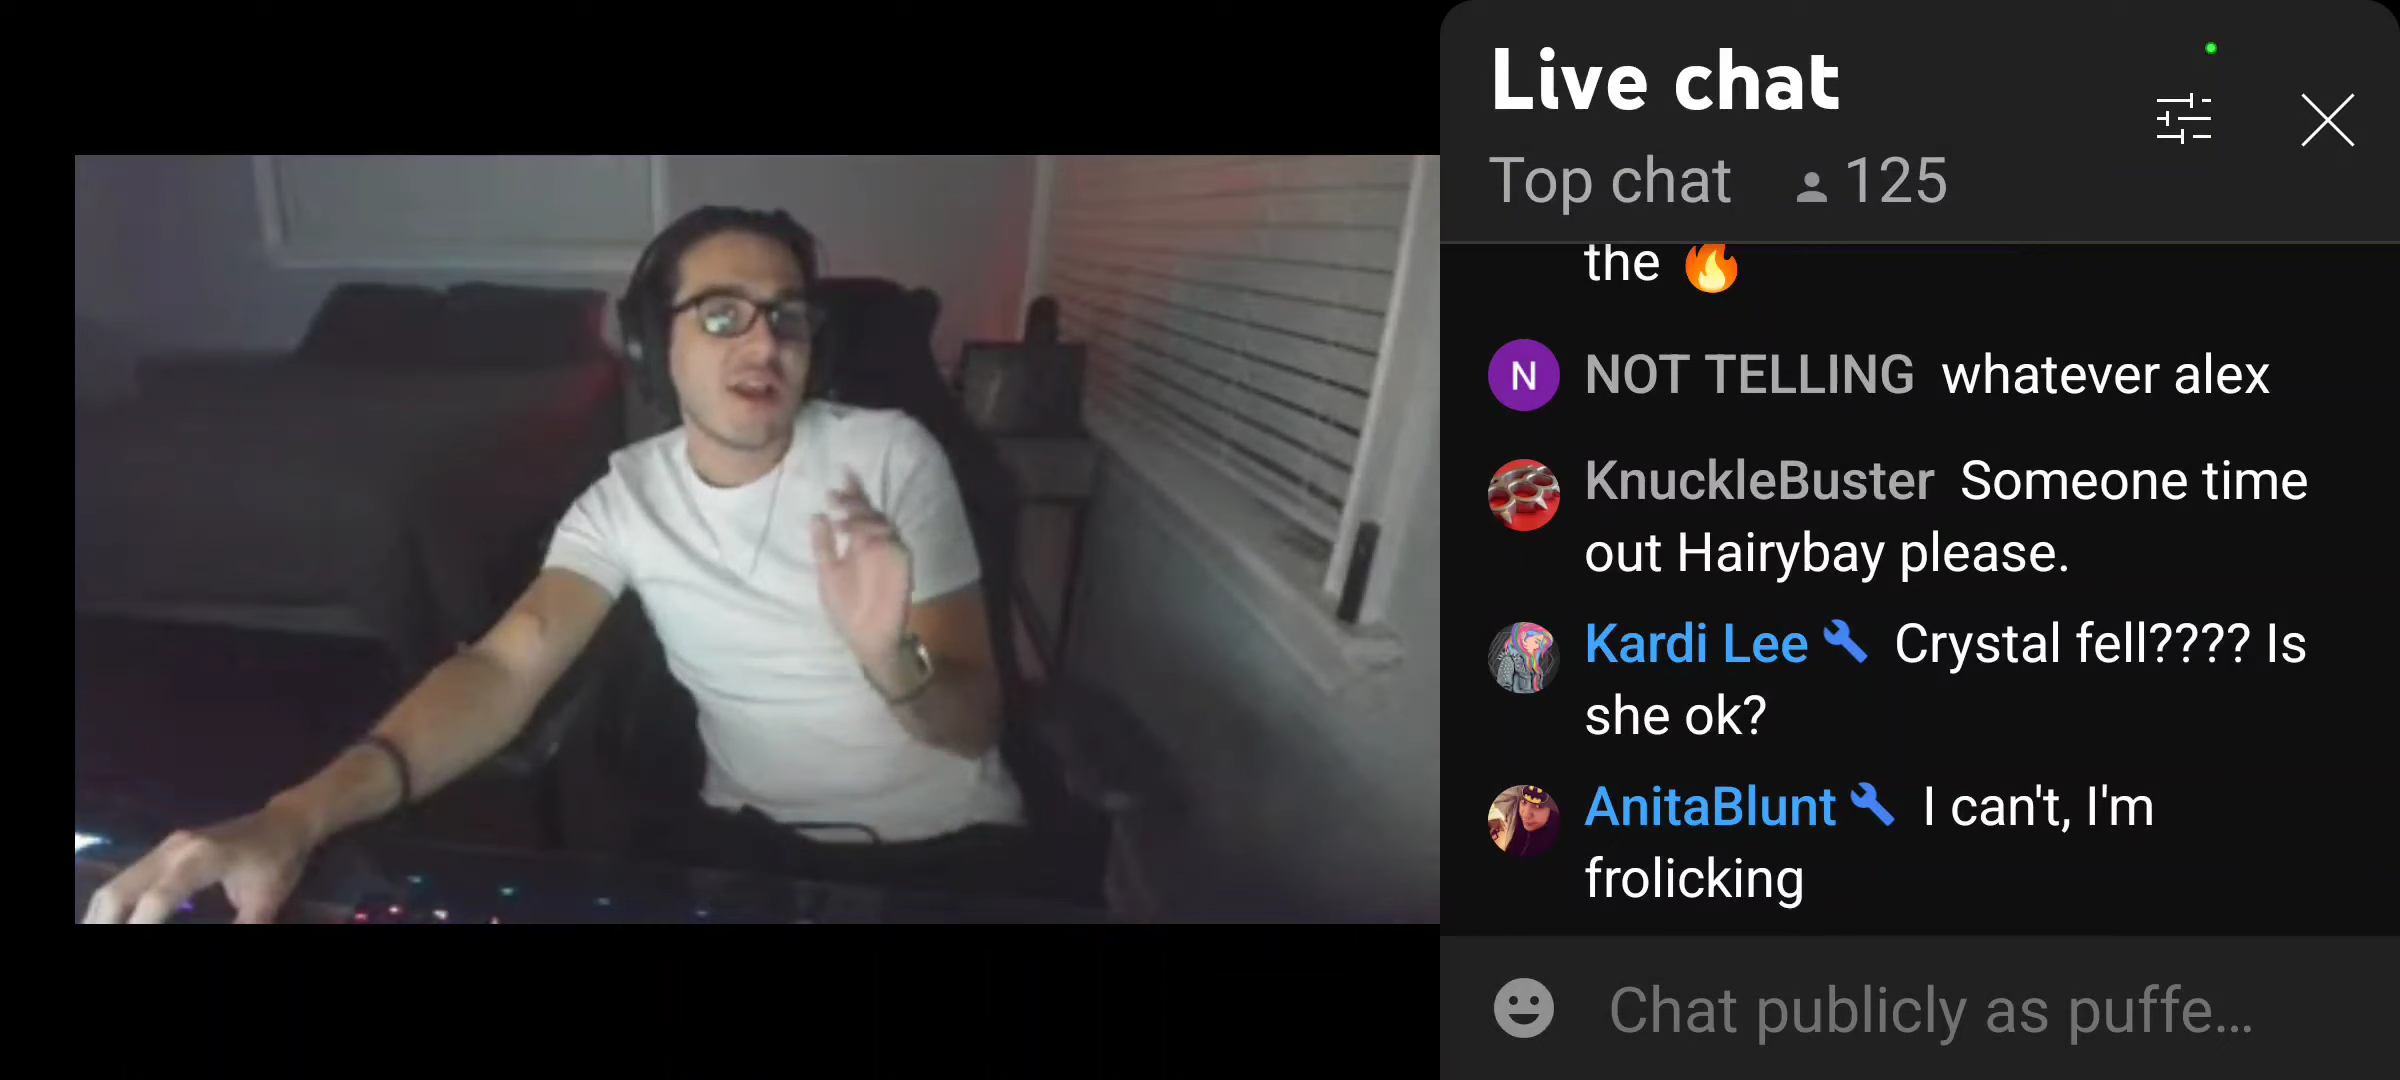 Live chat
Top chat 125
the 🔥
N NOT TELLING whatever alex
KnuckleBuster Someone time
out Hairybay please.
Kardi Lee Crystal fell???? Is
she ok?
AnitaBlunt I can't, I'm
frolicking
Chat publicly as puffe...